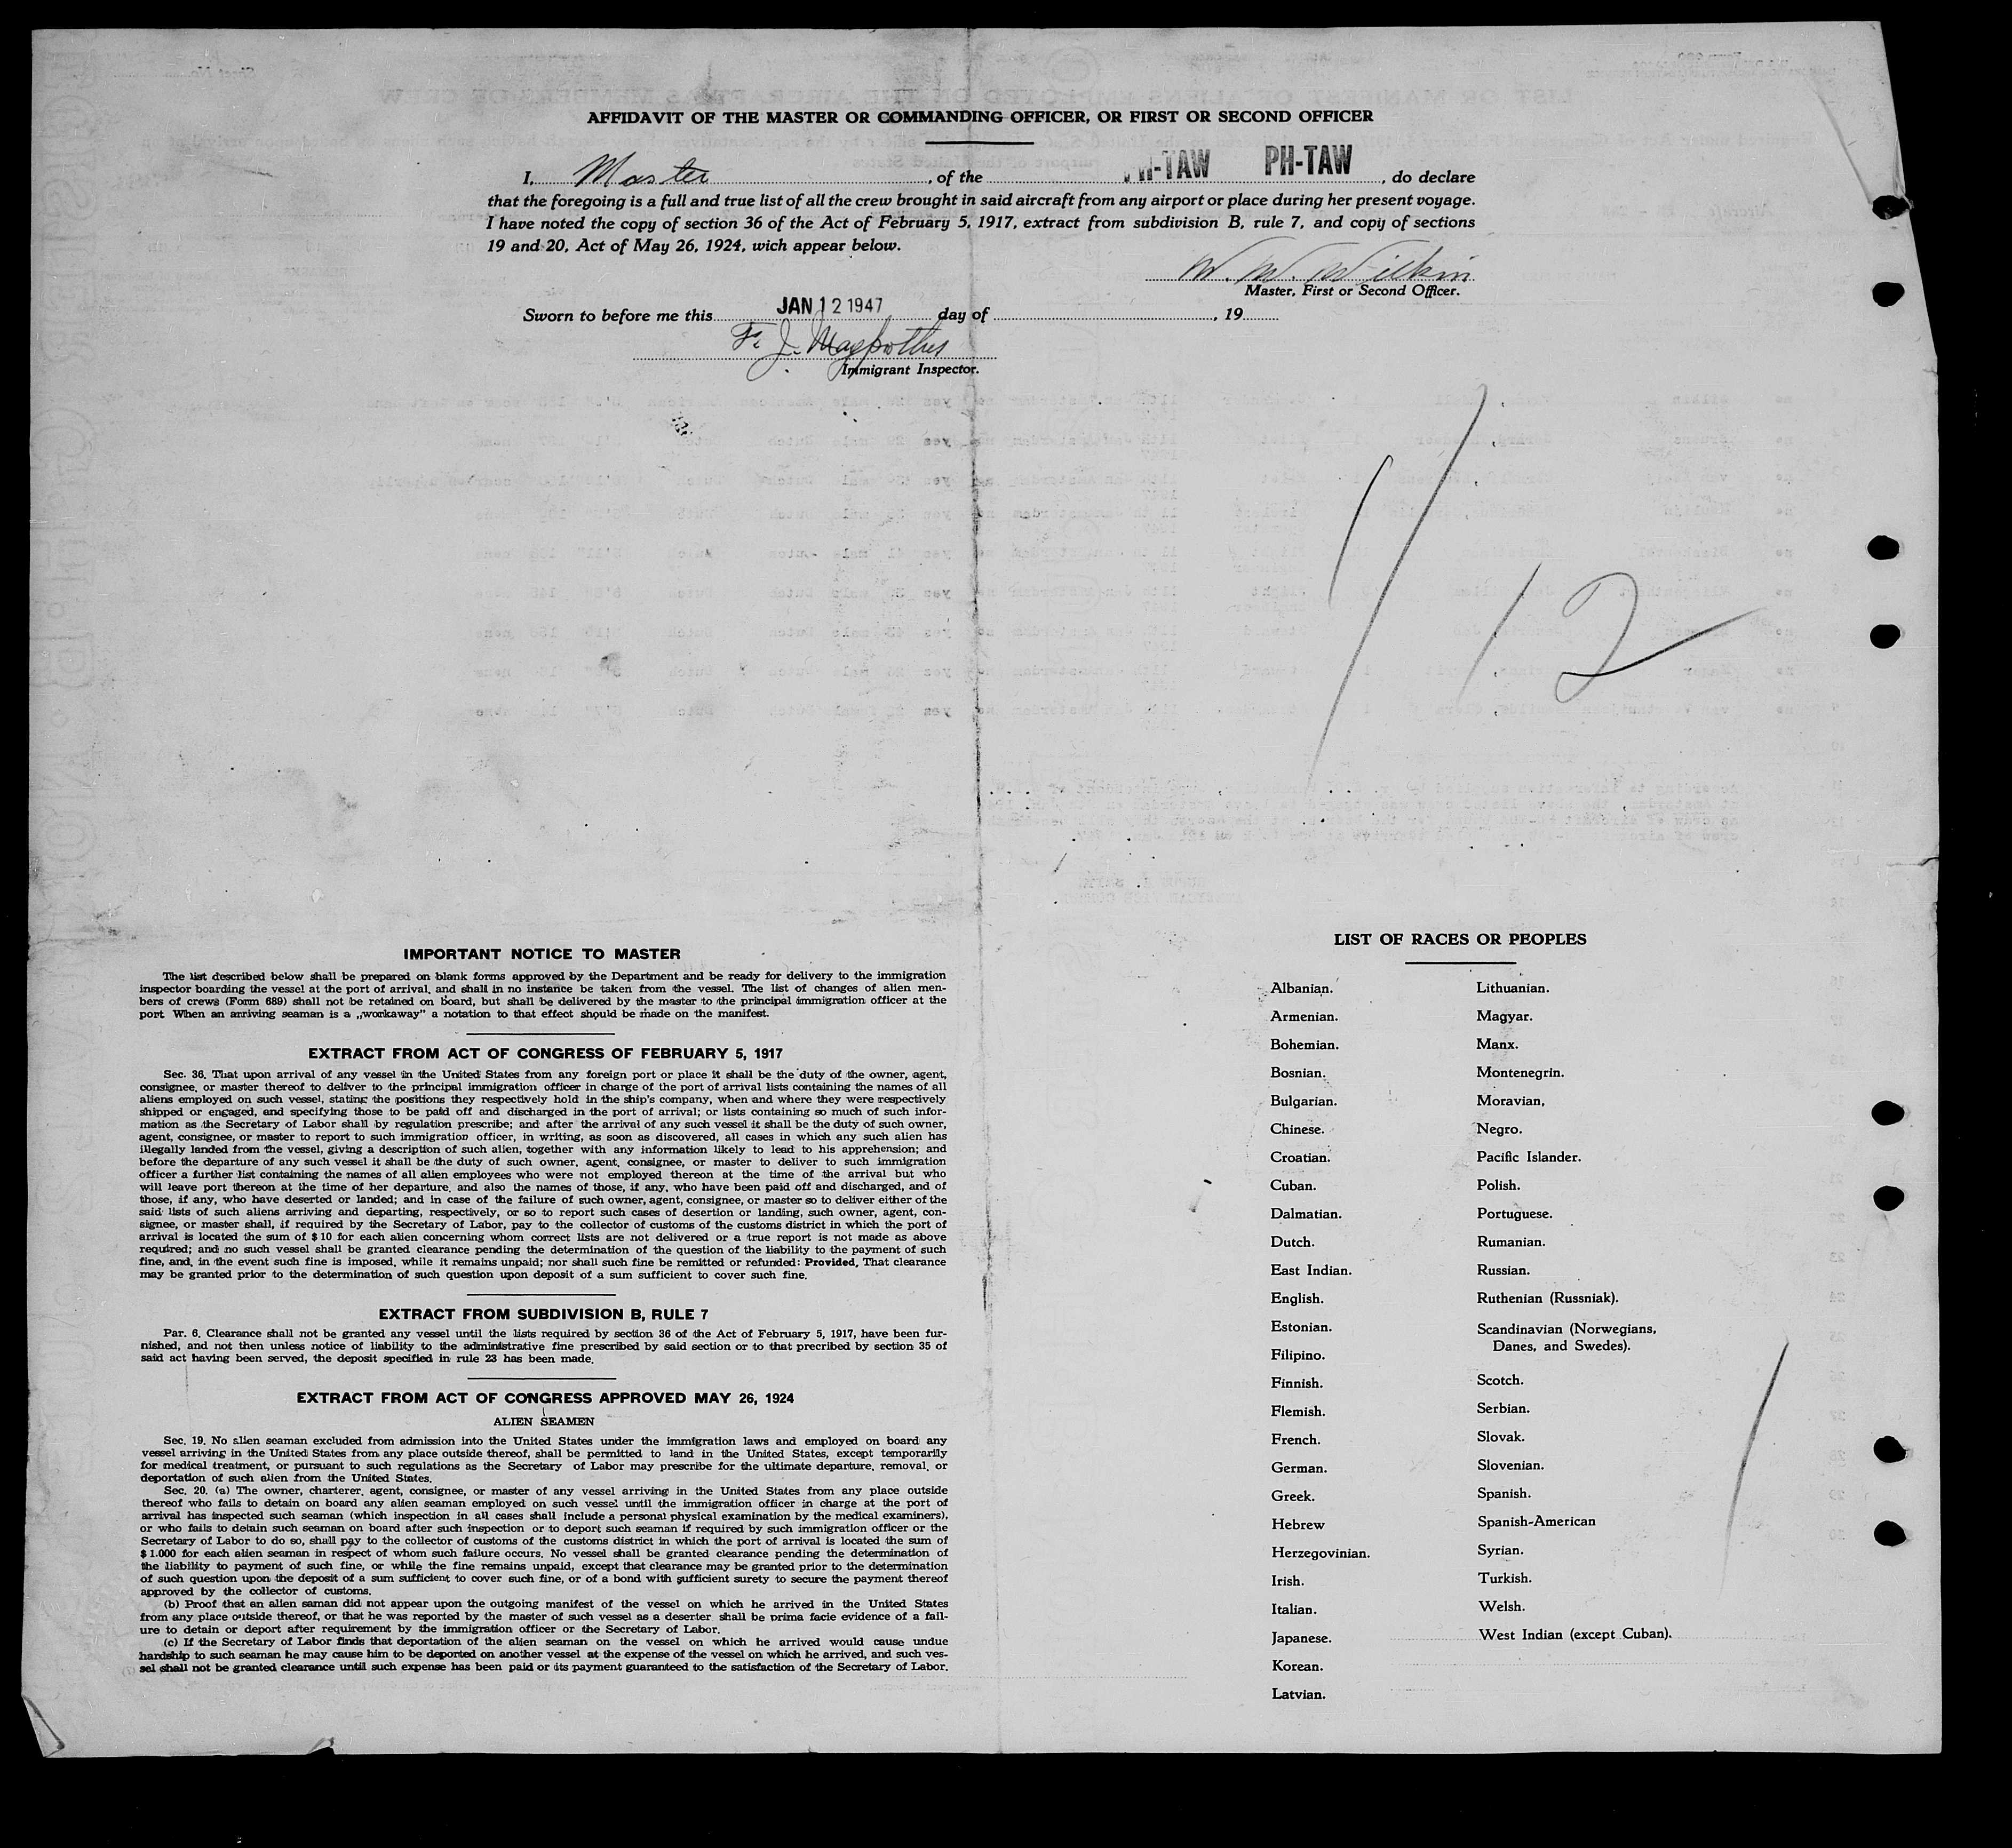 AFFIDAVIT OF THE MASTER OR COMMANDING OFFICER, OR FIRST OR SECOND OFFICER
I, Master, of the PH-TAW PH-TAW, do declare
that the foregoing is a full and true list of all the crew brought in said aircraft from any airport or place during her present voyage.
I have noted the copy of section 36 of the Act of February 5, 1917, extract from subdivision B, rule 7, and copy of sections
19 and 20, Act of May 26, 1924, wich appear below.
W. W. Wilkin
Master, First or Second Officer.
Sworn to before me this JAN 12 1947 day of , 19
F. J.
Immigrant Inspector.
1/12
IMPORTANT NOTICE TO MASTER
The list described below shall be prepared on blank forms approved by the Department and be ready for delivery to the immigration
inspector boarding the vessel at the port of arrival, and shall in no instance be taken from the vessel. The list of changes of alien men-
bers of crews (Form 689) shall not be retained on board, but shall be delivered by the master to the principal immigration officer at the
port When an arriving seaman is a „workaway" a notation to that effect should be made on the manifest.
EXTRACT FROM ACT OF CONGRESS OF FEBRUARY 5, 1917
Sec. 36. That upon arrival of any vessel in the United States from any foreign port or place it shall be the duty of the owner, agent,
consignee, or master thereof to deliver to the principal immigration officer in charge of the port of arrival lists containing the names of all
aliens employed on such vessel, stating the positions they respectively hold in the ship's company, when and where they were respectively
shipped or engaged, and specifying those to be paid off and discharged in the port of arrival; or lists containing so much of such infor-
mation as the Secretary of Labor shall by regulation prescribe; and after the arrival of any such vessel it shall be the duty of such owner,
agent, consignee, or master to report to such immigration officer, in writing, as soon as discovered, all cases in which any such alien has
illegally landed from the vessel, giving a description of such alien, together with any information likely to lead to his apprehension; and
before the departure of any such vessel it shall be the duty of such owner, agent, consignee, or master to deliver to such immigration
officer a further list containing the names of all alien employees who were not employed thereon at the time of the arrival but who
will leave port thereon at the time of her departure, and also the names of those, if any, who have been paid off and discharged, and of
those, if any, who have deserted or landed; and in case of the failure of such owner, agent, consignee, or master so to deliver either of the
said lists of such aliens arriving and departing, respectively, or so to report such cases of desertion or landing, such owner, agent, con-
signee, or master shall, if required by the Secretary of Labor, pay to the collector of customs of the customs district in which the port of
arrival is located the sum of $10 for each alien concerning whom correct lists are not delivered or a true report is not made as above
required; and no such vessel shall be granted clearance pending the determination of the question of the liability to the payment of such
fine, and, in the event such fine is imposed, while it remains unpaid; nor shall such fine be remitted or refunded: Provided, That clearance
may be granted prior to the determination of such question upon deposit of a sum sufficient to cover such fine.
EXTRACT FROM SUBDIVISION B, RULE 7
Par. 6. Clearance shall not be granted any vessel until the lists required by section 36 of the Act of February 5, 1917, have been fur-
nished, and not then unless notice of liability to the administrative fine prescribed by said section or to that precribed by section 35 of
said act having been served, the deposit specified in rule 23 has been made.
EXTRACT FROM ACT OF CONGRESS APPROVED MAY 26, 1924
ALIEN SEAMEN
Sec. 19. No alien seaman excluded from admission into the United States under the immigration laws and employed on board any
vessel arriving in the United States from any place outside thereof, shall be permitted to land in the United States, except temporarily
for medical treatment, or pursuant to such regulations as the Secretary of Labor may prescribe for the ultimate departure, removal, or
deportation of such alien from the United States.
Sec. 20. (a) The owner, charterer, agent, consignee, or master of any vessel arriving in the United States from any place outside
thereof who fails to detain on board any alien seaman employed on such vessel until the immigration officer in charge at the port of
arrival has inspected such seaman (which inspection in all cases shall include a personal physical examination by the medical examiners),
or who fails to detain such seaman on board after such inspection or to deport such seaman if required by such immigration officer or the
Secretary of Labor to do so, shall pay to the collector of customs of the customs district in which the port of arrival is located the sum of
$1.000 for each alien seaman in respect of whom such failure occurs. No vessel shall be granted clearance pending the determination of
the liability to payment of such fine, or while the fine remains unpaid, except that clearance may be granted prior to the determination
of such question upon the deposit of a sum sufficient to cover such fine, or of a bond with sufficient surety to secure the payment thereof
approved by the collector of customs.
(b) Proof that an alien saman did not appear upon the outgoing manifest of the vessel on which he arrived in the United States
from any place outside thereof, or that he was reported by the master of such vessel as a deserter shall be prima facie evidence of a fail-
ure to detain or deport after requirement by the immigration officer or the Secretary of Labor.
(c) If the Secretary of Labor finds that deportation of the alien seaman on the vessel on which he arrived would cause undue
hardship to such seaman he may cause him to be deported on another vessel at the expense of the vessel on which he arrived, and such ves-
sel shall not be granted clearance until such expense has been paid or its payment guaranteed to the satisfaction of the Secretary of Labor.
LIST OF RACES OR PEOPLES
Albanian.
Armenian.
Bohemian.
Bosnian.
Bulgarian.
Chinese.
Croatian.
Cuban.
Dalmatian.
Dutch.
East Indian.
English.
Estonian.
Filipino.
Finnish.
Flemish.
French.
German.
Greek.
Hebrew
Herzegovinian.
Irish.
Italian.
Japanese.
Korean.
Latvian.
Lithuanian.
Magyar.
Manx.
Montenegrin.
Moravian,
Negro.
Pacific Islander.
Polish.
Portuguese.
Rumanian.
Russian.
Ruthenian (Russniak).
Scandinavian (Norwegians,
Danes, and Swedes).
Scotch.
Serbian.
Slovak.
Slovenian.
Spanish.
Spanish-American
Syrian.
Turkish.
Welsh.
West Indian (except Cuban).